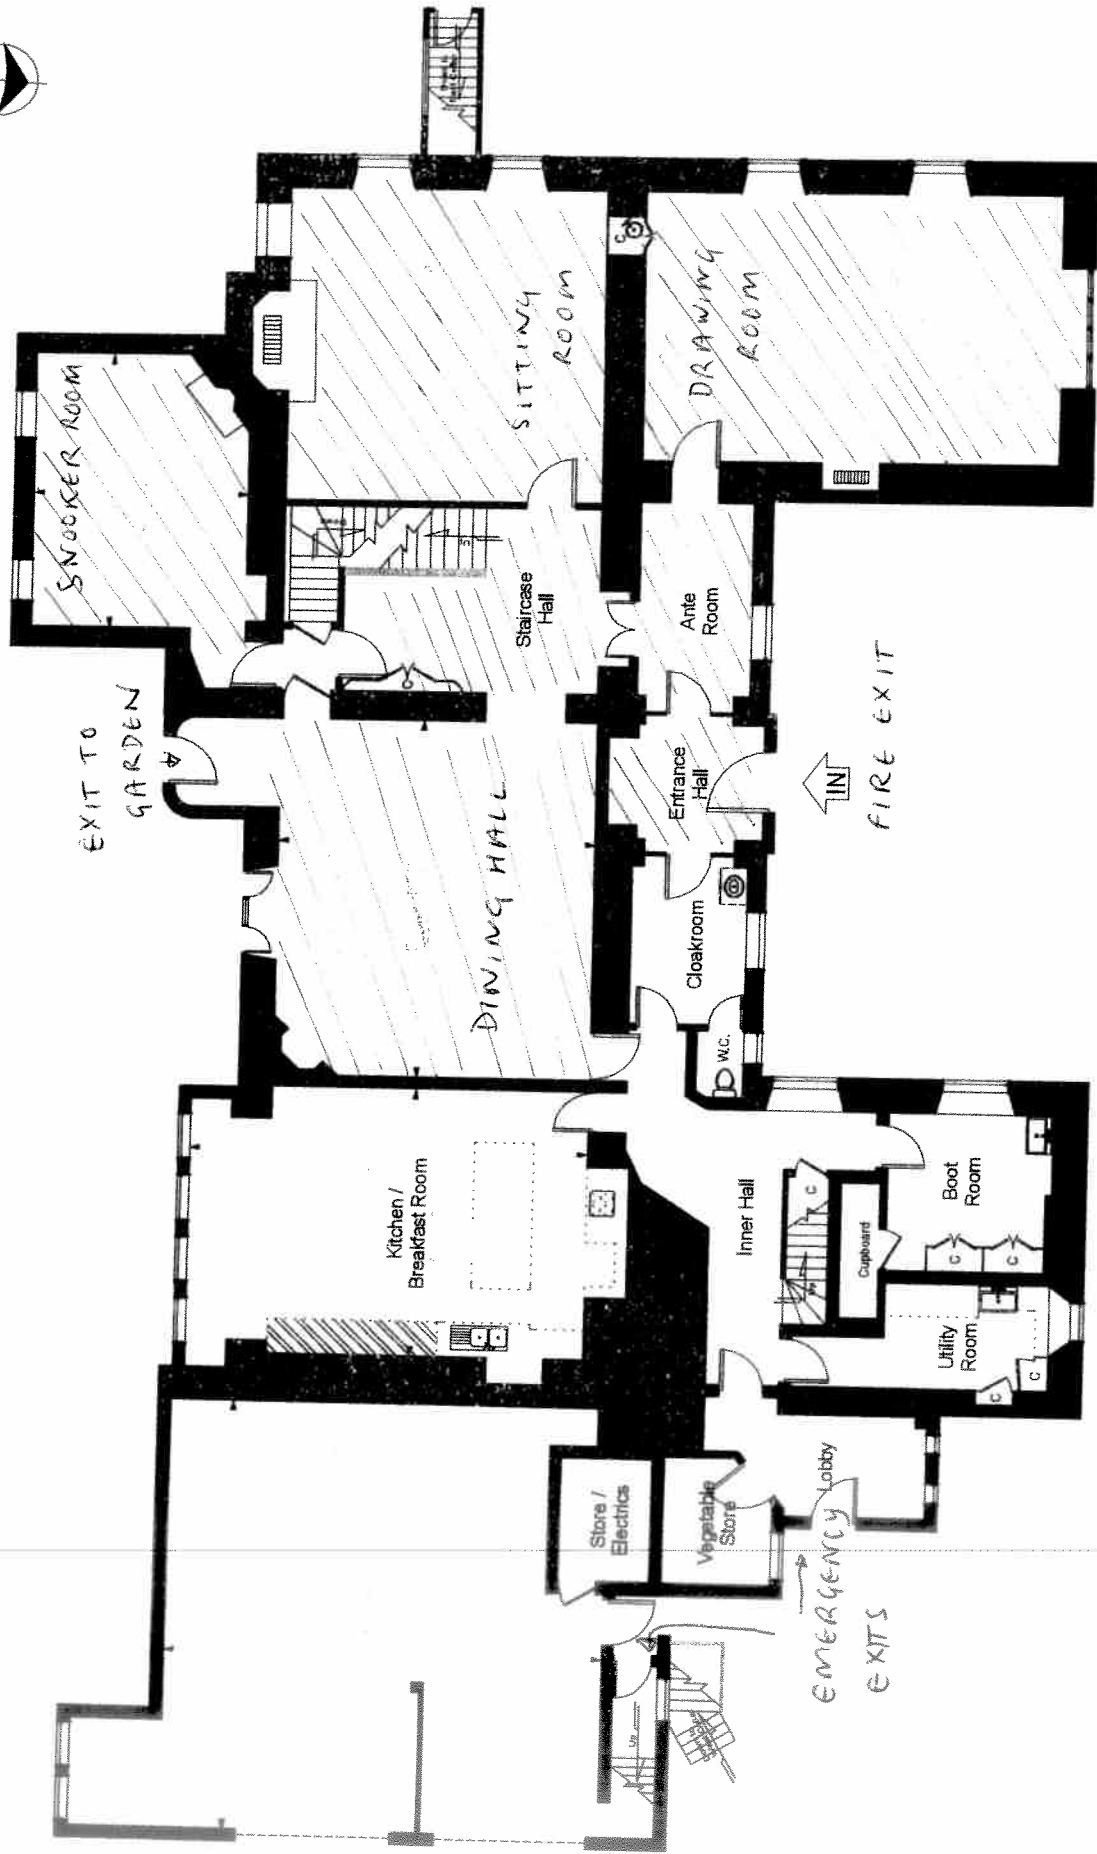 EXIT TO
GARDEN
SNOOKER ROOM
SITTING
ROOM
DRAWING
ROOM
DINING HALL
Staircase
Hall
Ante
Room
Entrance
Hall
IN
FIRE EXIT
Cloakroom
W.C.
Kitchen /
Breakfast Room
Inner Hall
Cupboard
Boot
Room
Utility
Room
Lobby
Vegetable
Store
Store /
Electrics
EMERGENCY
EXITS
Up
C
C
C
C
C
C
C